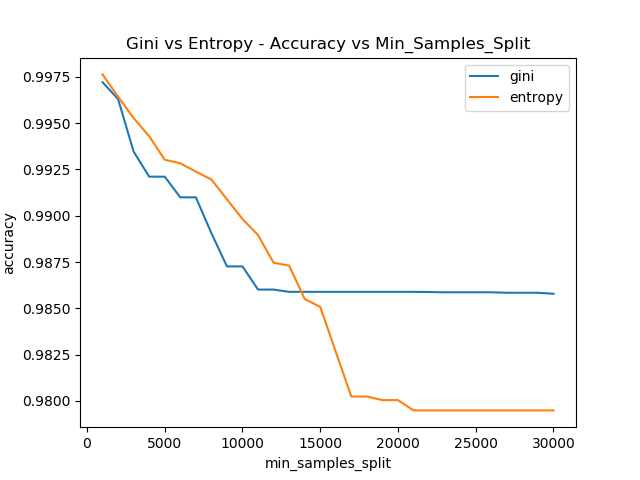 Gini vs Entropy - Accuracy vs Min_Samples_Split
gini
entropy
accuracy
0.9975
0.9950
0.9925
0.9900
0.9875
0.9850
0.9825
0.9800
0 5000 10000 15000 20000 25000 30000
min_samples_split